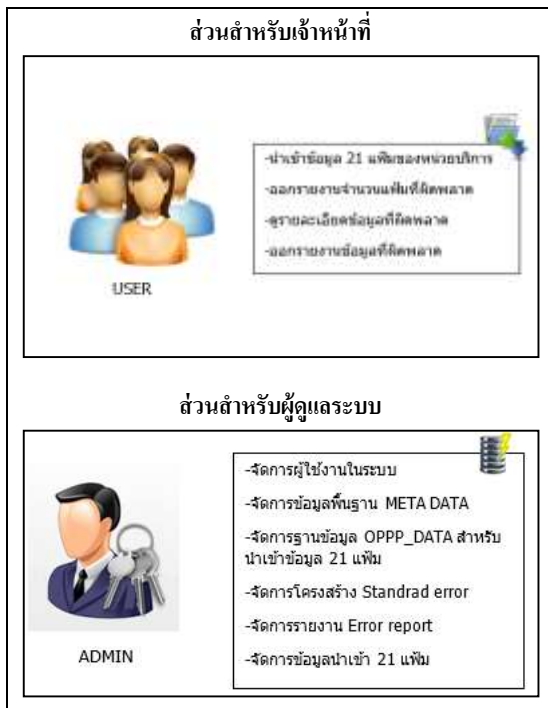 ส่วนสำหรับเจ้าหน้าที่
-นำเข้าข้อมูล 21 แฟ้มของหน่วยบริการ
-ออกรายงานจำนวนแฟ้มที่ผิดพลาด
-ดูรายละเอียดข้อมูลที่ผิดพลาด
-ออกรายงานข้อมูลที่ผิดพลาด
USER
ส่วนสำหรับผู้ดูแลระบบ
-จัดการผู้ใช้งานในระบบ
-จัดการข้อมูลพื้นฐาน META DATA
-จัดการฐานข้อมูล OPPP_DATA สำหรับ
นำเข้าข้อมูล 21 แฟ้ม
-จัดการโครงสร้าง Standrad error
-จัดการรายงาน Error report
-จัดการข้อมูลนำเข้า 21 แฟ้ม
ADMIN